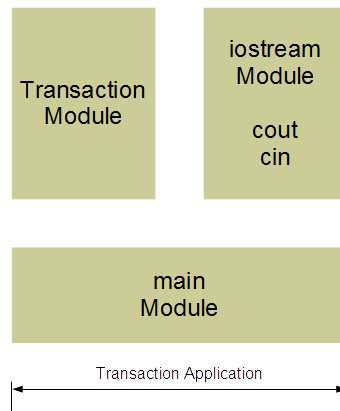 Transaction
Module
iostream
Module
cout
cin
main
Module
Transaction Application